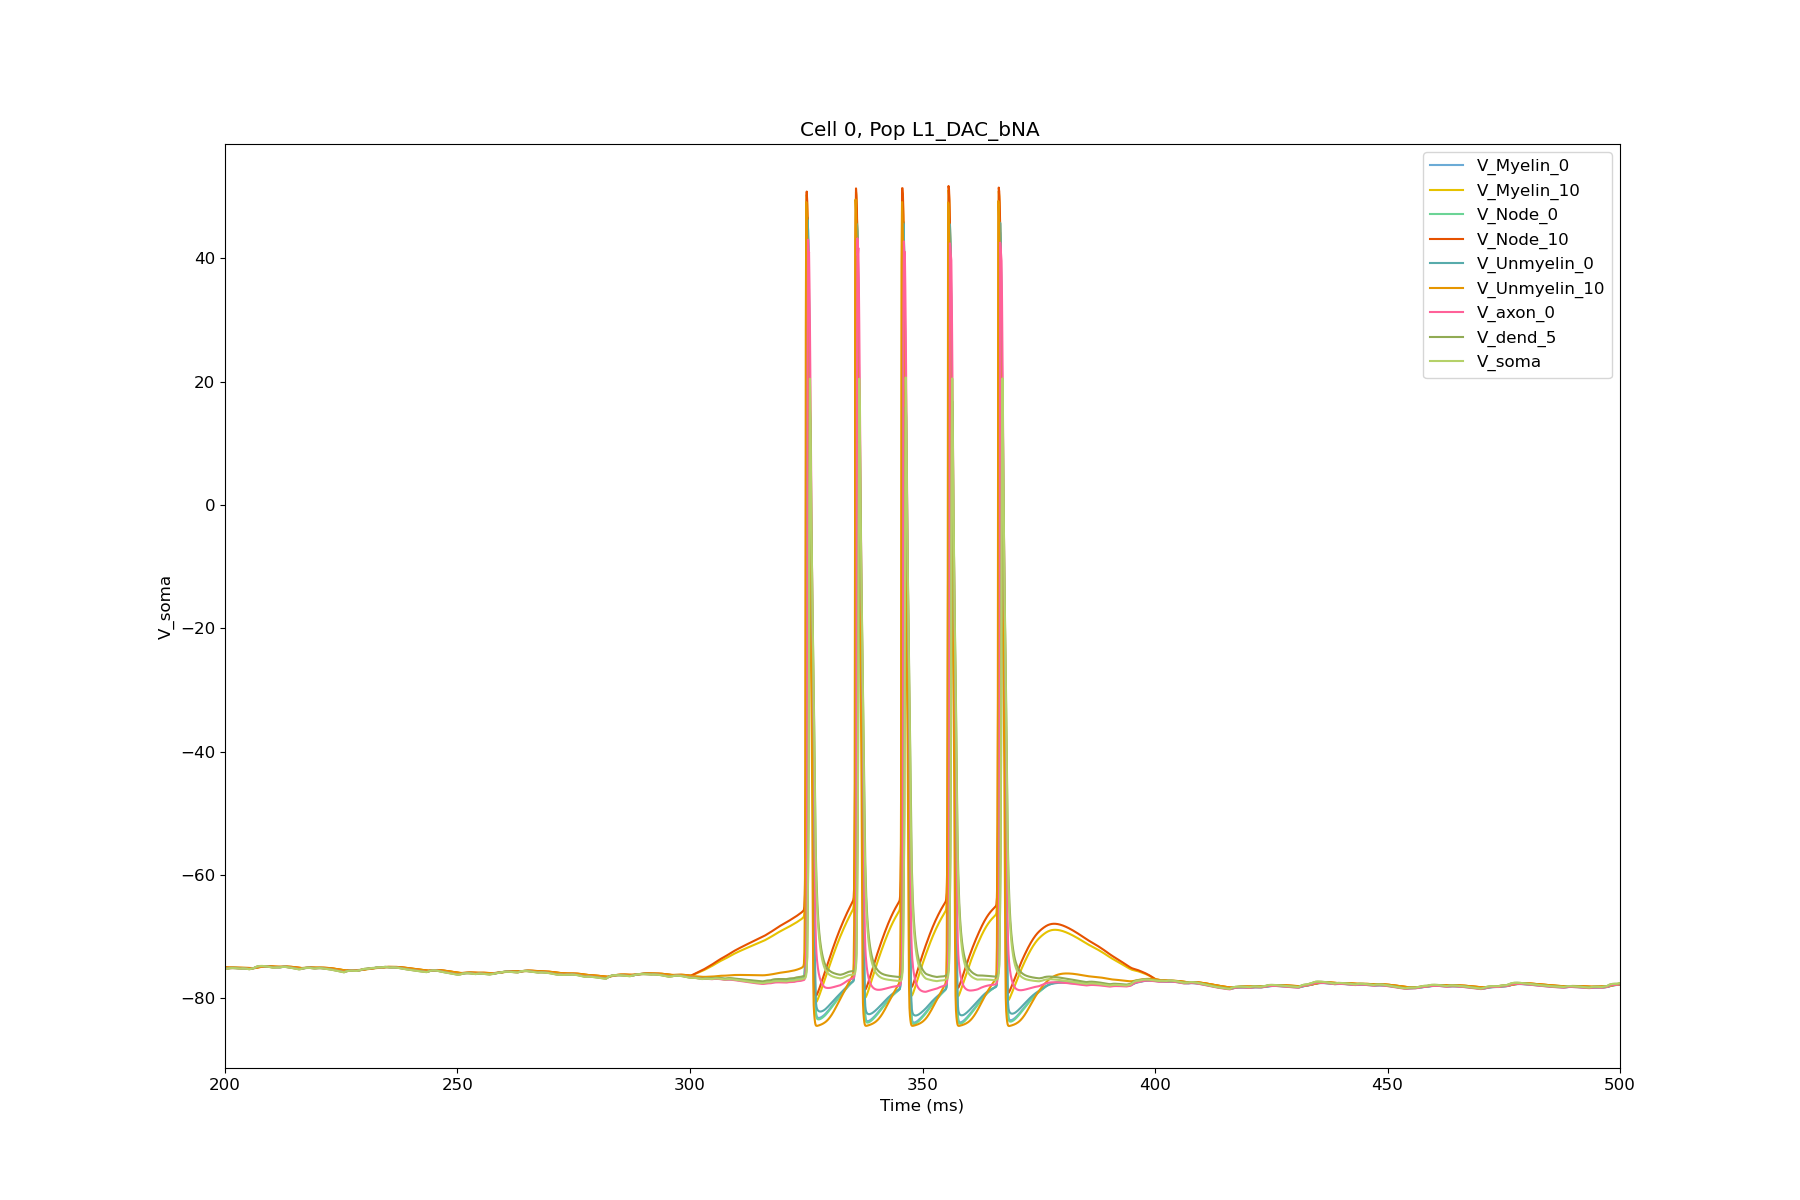 Cell 0, Pop L1_DAC_bNA
V_Myelin_0
V_Myelin_10
V_Node_0
V_Node_10
V_Unmyelin_0
V_Unmyelin_10
V_axon_0
V_dend_5
V_soma
40
20
0
−20
−40
−60
−80
V_soma
200
250
300
350
400
450
500
Time (ms)